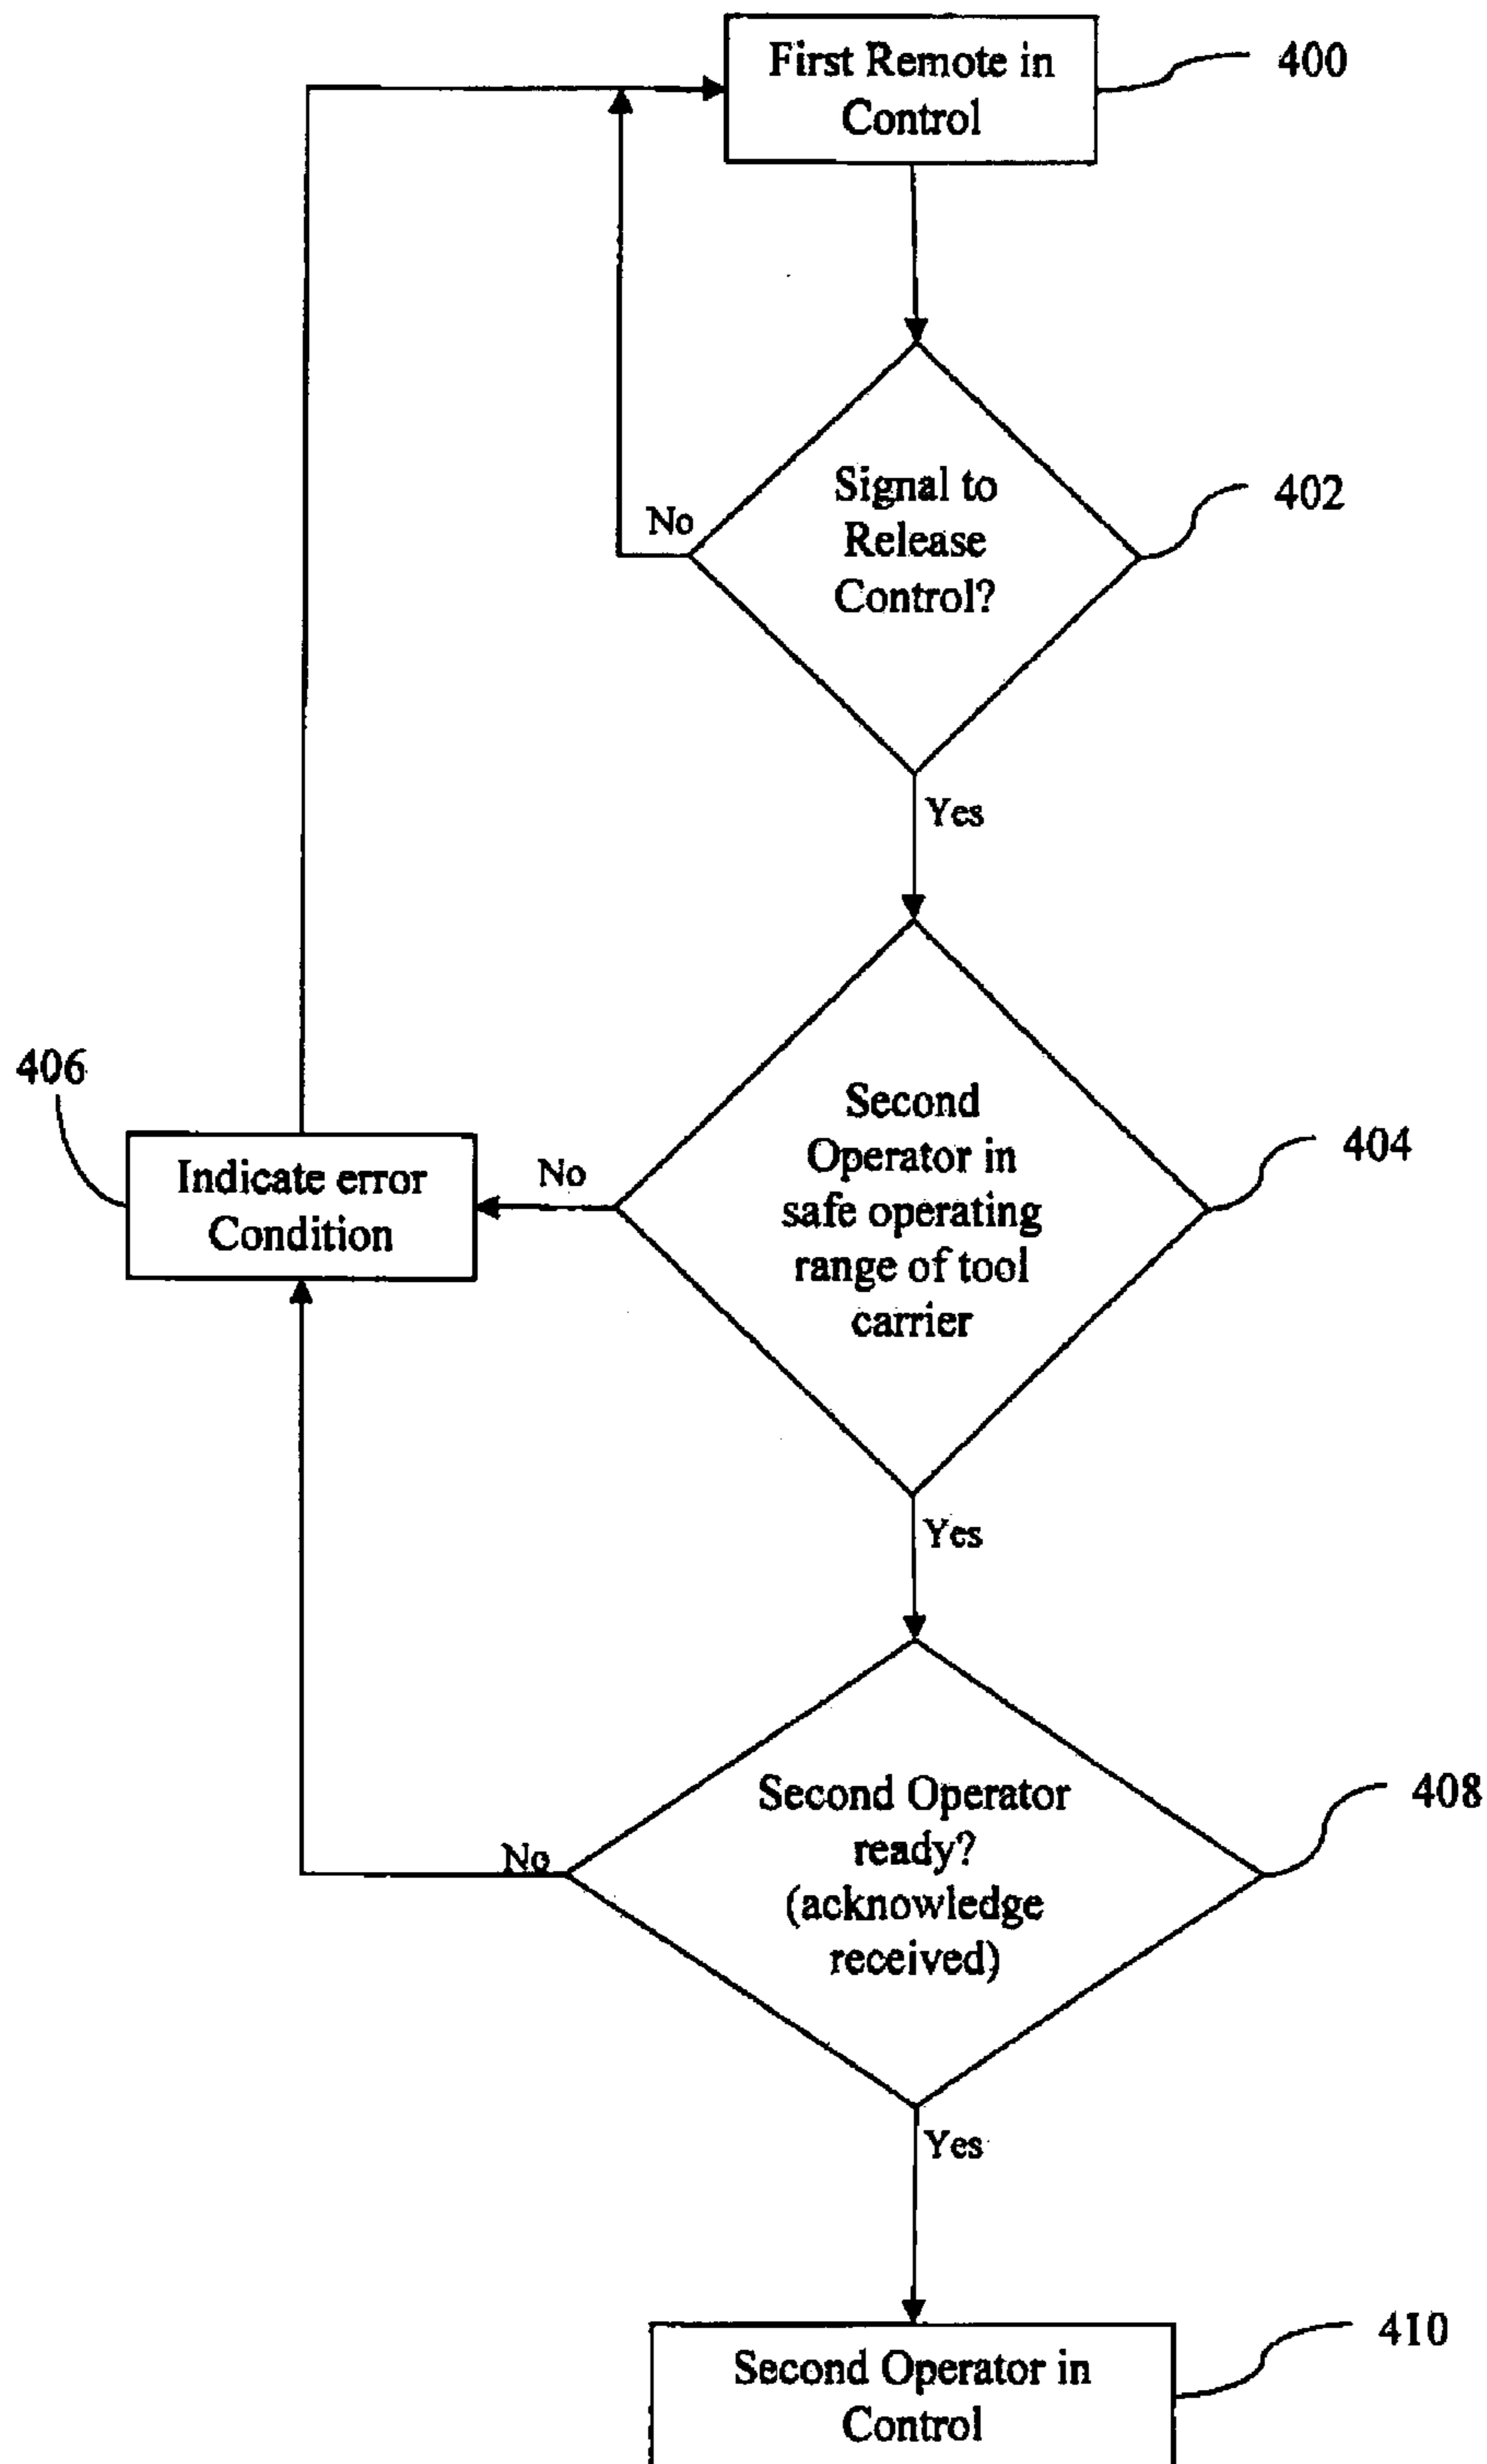 First Remote in
Control
400
Signal to
Release
Control?
402
No
Yes
Second
Operator in
safe operating
range of tool
carrier
404
No
406
Indicate error
Condition
Yes
Second Operator
ready?
(acknowledge
received)
408
No
Yes
Second Operator in
Control
410